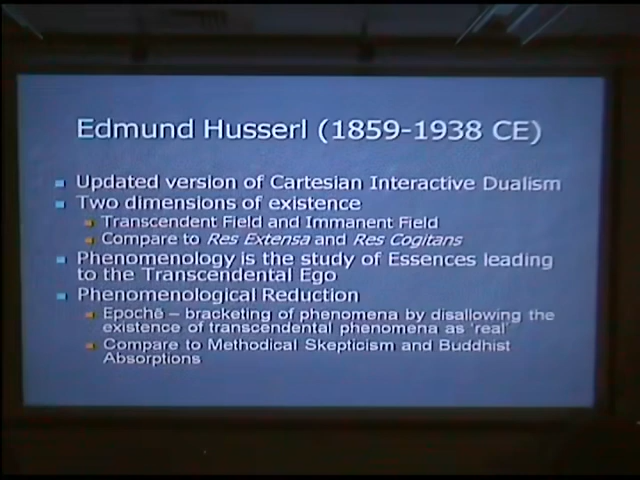 Edmund Husserl (1859-1938 CE)
Updated version of Cartesian Interactive Dualism
Two dimensions of existence
Transcendent Field and Immanent Field
Compare to Res Extensa and Res Cogitans
Phenomenology is the study of Essences leading
to the Transcendental Ego
Phenomenological Reduction
Epochē – bracketing of phenomena by disallowing the
existence of transcendental phenomena as 'real'
Compare to Methodical Skepticism and Buddhist
Absorptions